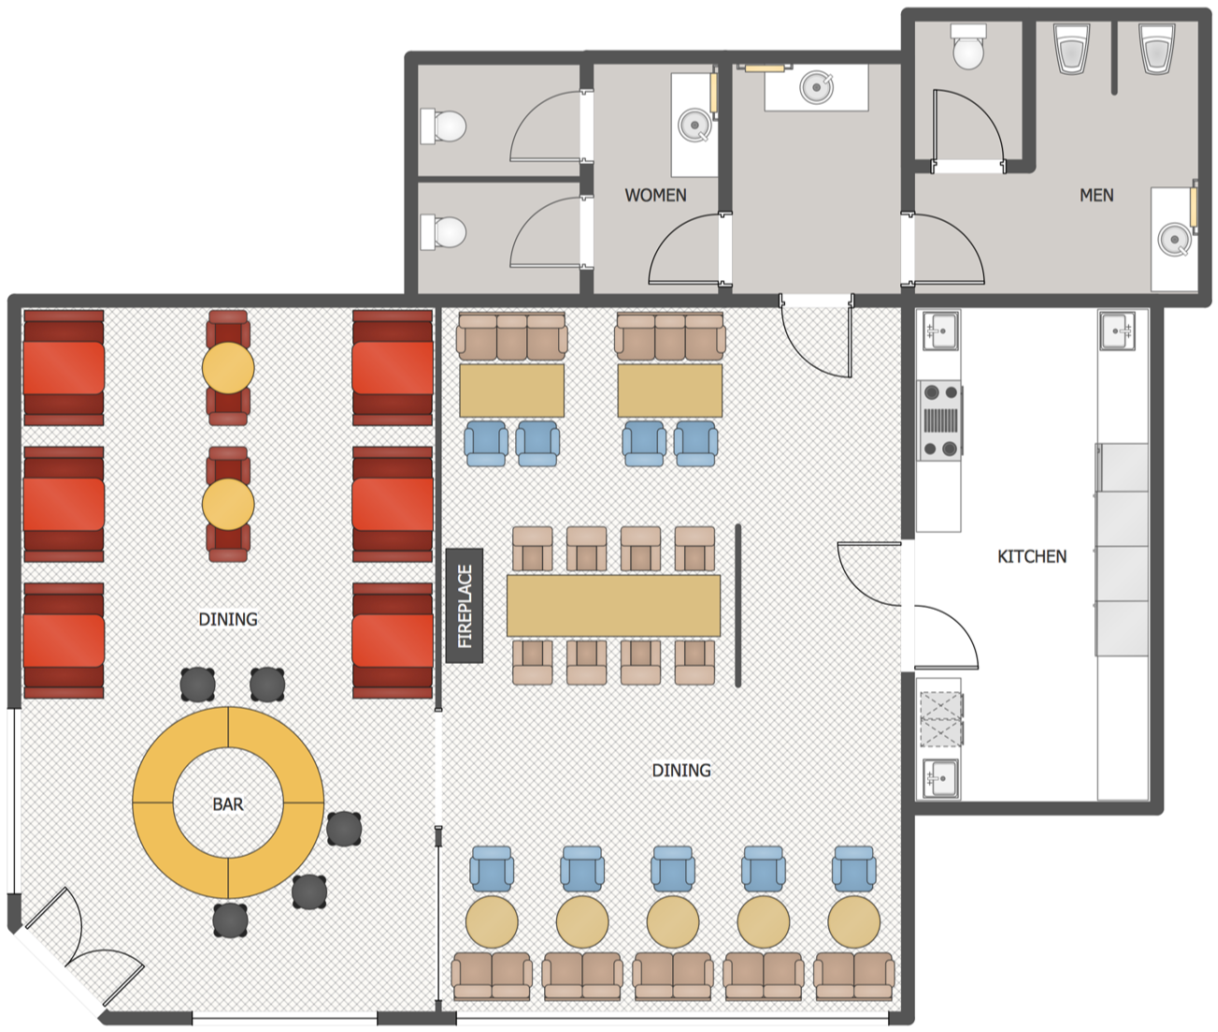 WOMEN
MEN
KITCHEN
FIREPLACE
DINING
DINING
BAR